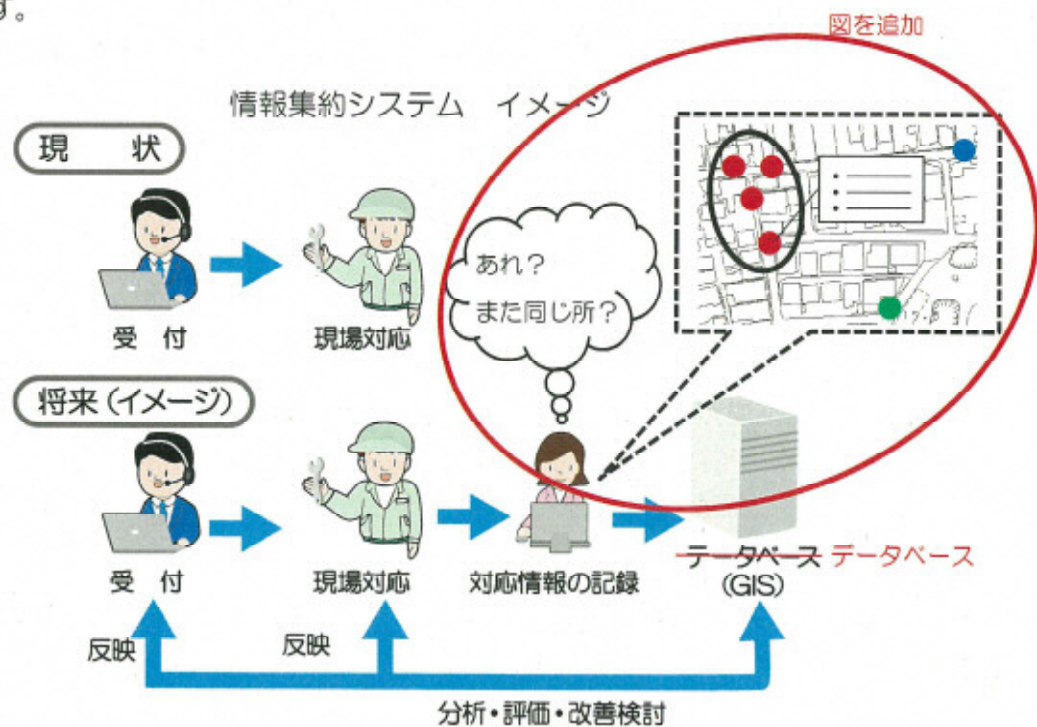 す。
図を追加
情報集約システム　イメージ
現　状
あれ？
また同じ所？
受　付
現場対応
将来（イメージ）
受　付
現場対応
対応情報の記録
テータベース データベース
(GIS)
反映
反映
分析・評価・改善検討